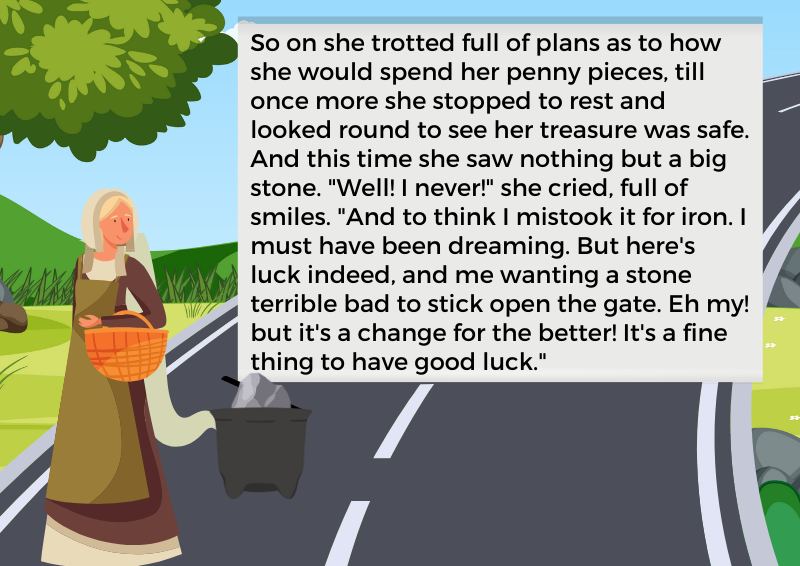 So on she trotted full of plans as to how
she would spend her penny pieces, till
once more she stopped to rest and
looked round to see her treasure was safe.
And this time she saw nothing but a big
stone. "Well! I never!" she cried, full of
smiles. "And to think I mistook it for iron. I
must have been dreaming. But here's
luck indeed, and me wanting a stone
terrible bad to stick open the gate. Eh my!
but it's a change for the better! It's a fine
thing to have good luck."